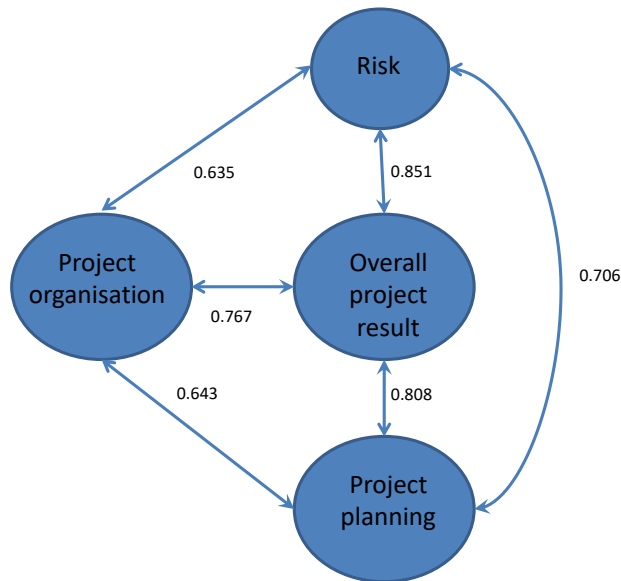 Risk
0.635
0.851
Project
organisation
Overall
project
result
0.706
0.767
0.643
0.808
Project
planning